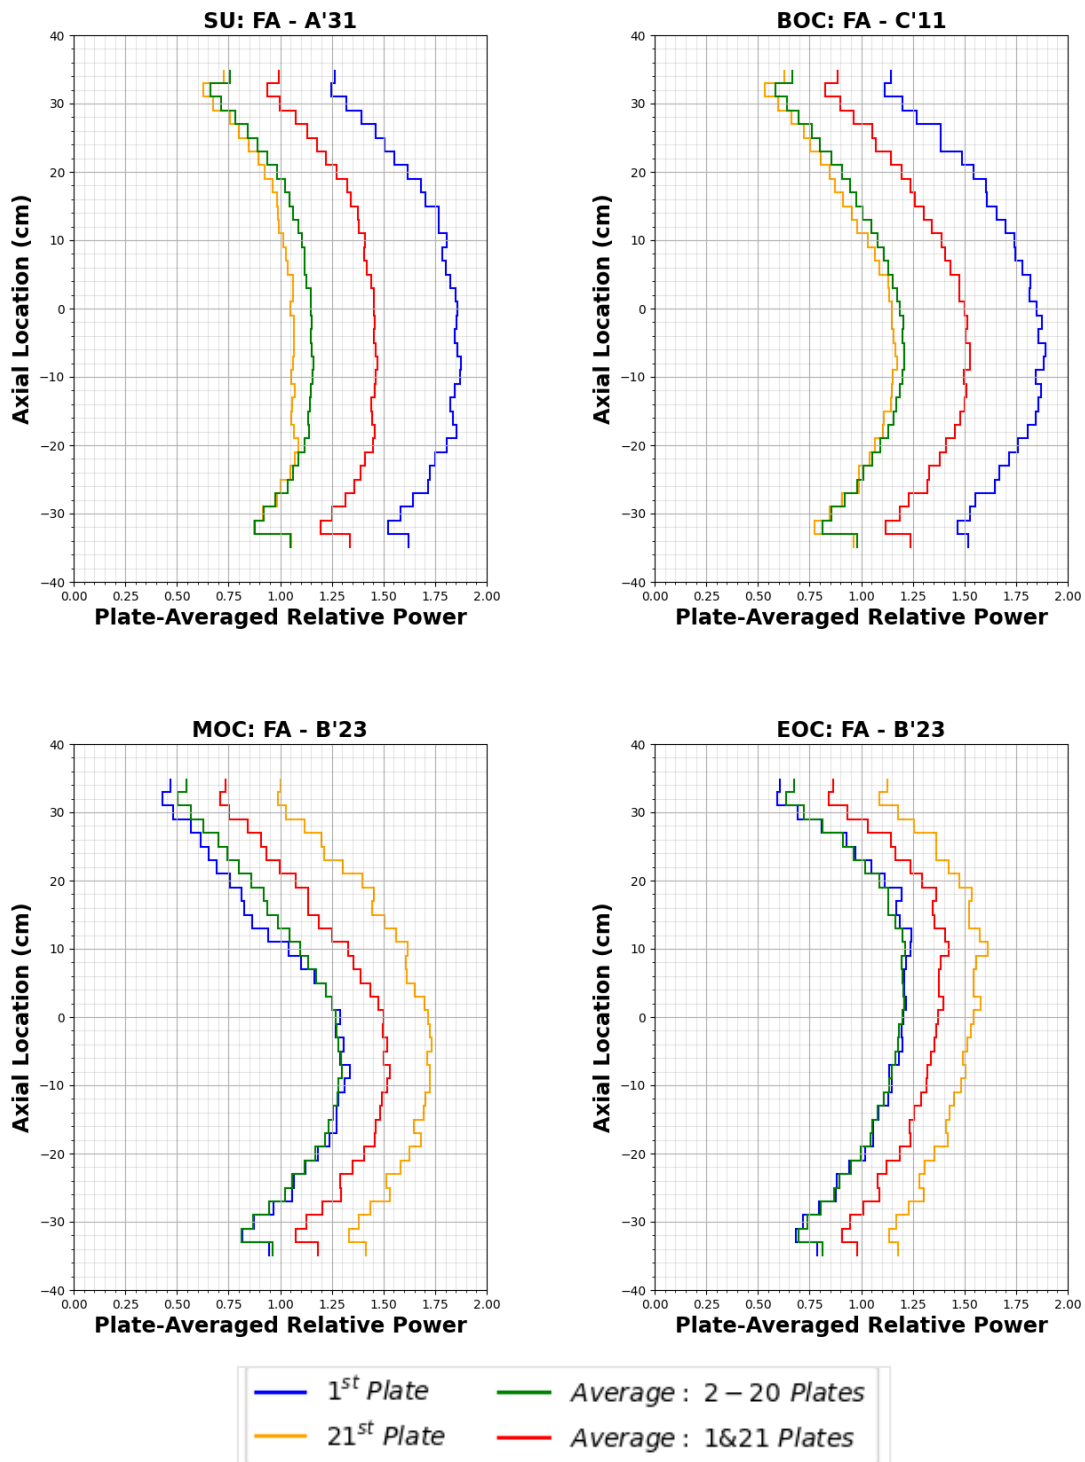 SU: FA - A'31
40
30
20
10
0
−10
−20
−30
−40
Axial Location (cm)
0.00 0.25 0.50 0.75 1.00 1.25 1.50 1.75 2.00
Plate-Averaged Relative Power
BOC: FA - C'11
40
30
20
10
0
−10
−20
−30
−40
Axial Location (cm)
0.00 0.25 0.50 0.75 1.00 1.25 1.50 1.75 2.00
Plate-Averaged Relative Power
MOC: FA - B'23
40
30
20
10
0
−10
−20
−30
−40
Axial Location (cm)
0.00 0.25 0.50 0.75 1.00 1.25 1.50 1.75 2.00
Plate-Averaged Relative Power
EOC: FA - B'23
40
30
20
10
0
−10
−20
−30
−40
Axial Location (cm)
0.00 0.25 0.50 0.75 1.00 1.25 1.50 1.75 2.00
Plate-Averaged Relative Power
1st Plate
21st Plate
Average : 2 − 20 Plates
Average : 1&21 Plates